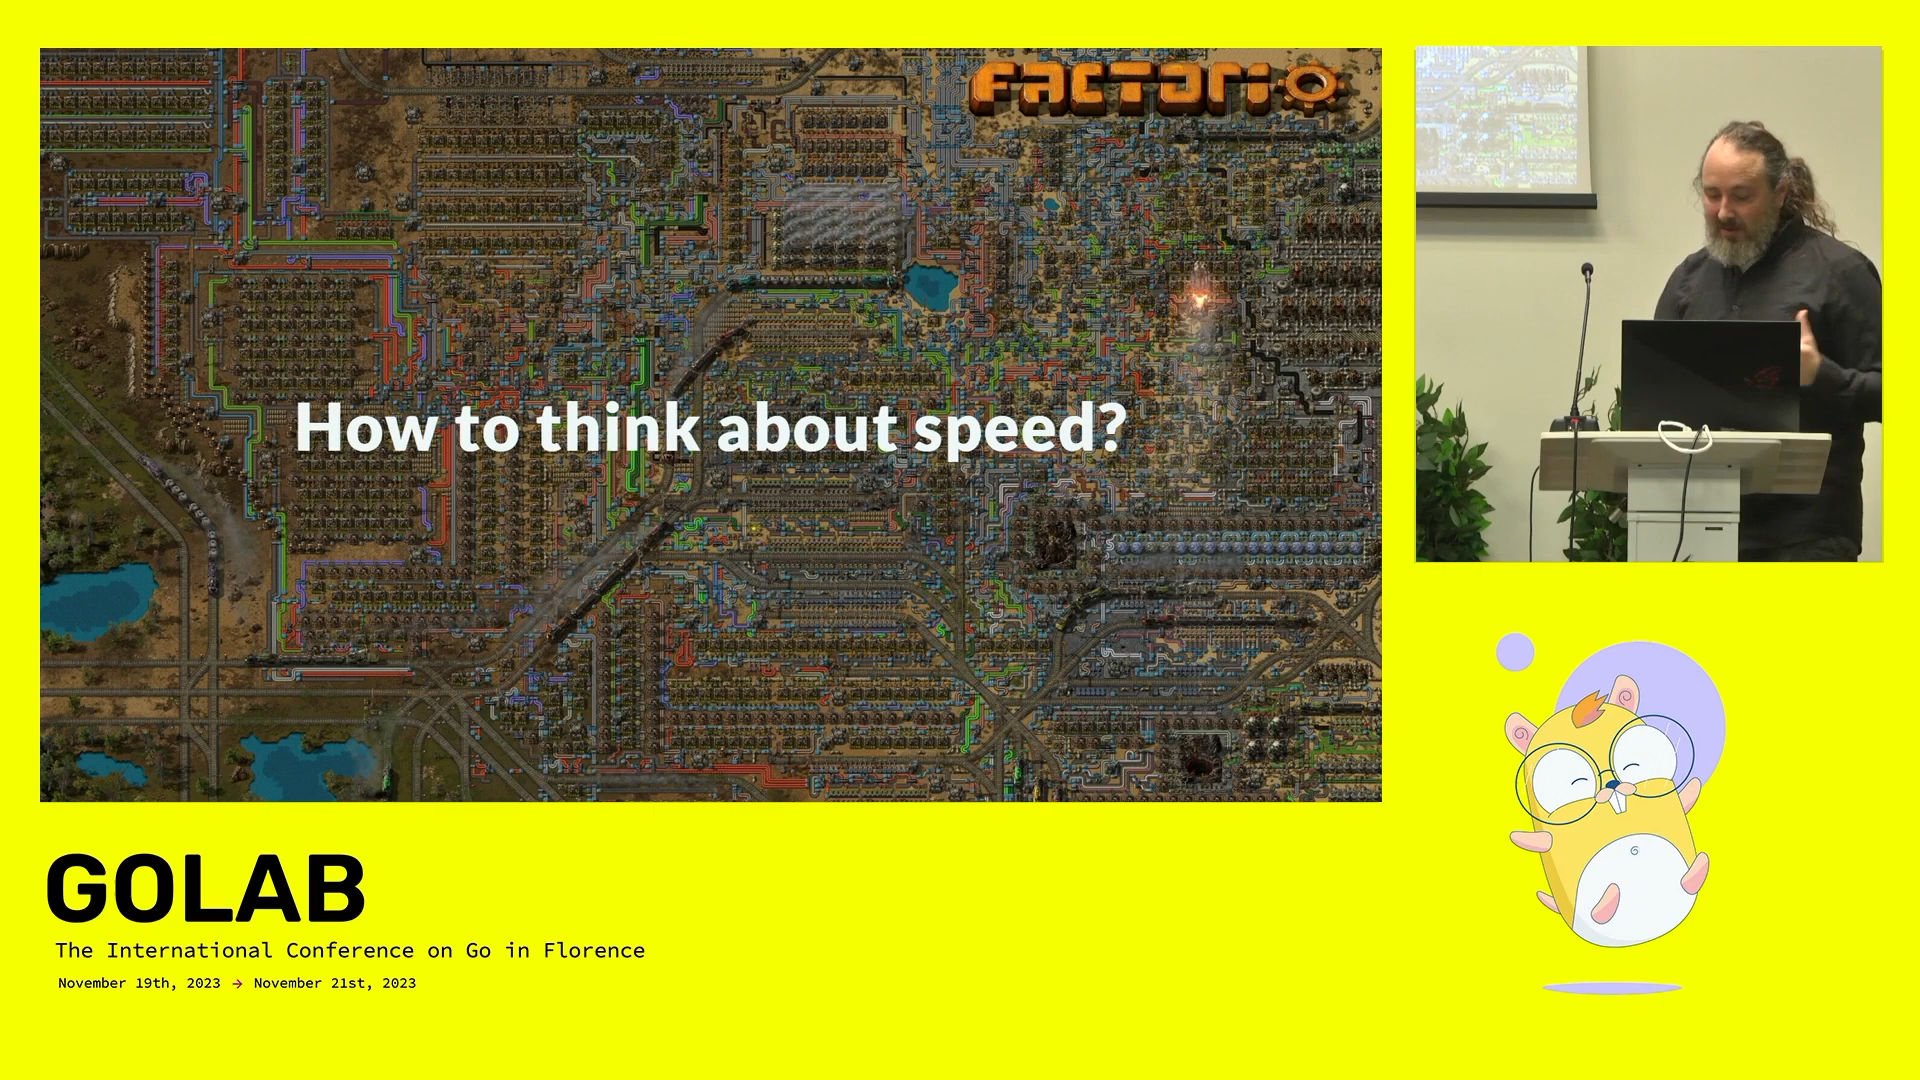 FACTORIO
How to think about speed?
GOLAB
The International Conference on Go in Florence
November 19th, 2023 → November 21st, 2023